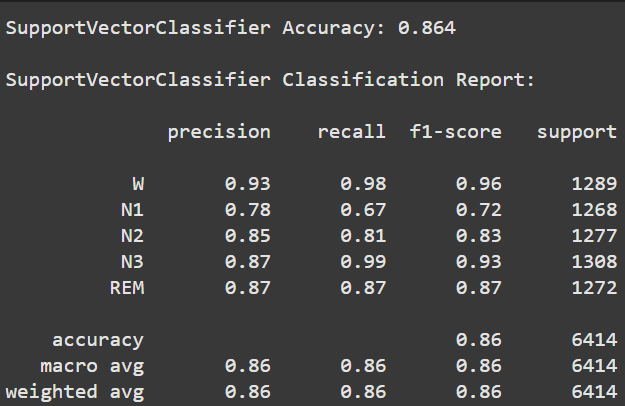 SupportVectorClassifier Accuracy: 0.864
SupportVectorClassifier Classification Report:
precision recall f1-score support
W 0.93 0.98 0.96 1289
N1 0.78 0.67 0.72 1268
N2 0.85 0.81 0.83 1277
N3 0.87 0.99 0.93 1308
REM 0.87 0.87 0.87 1272
accuracy 0.86 6414
macro avg 0.86 0.86 0.86 6414
weighted avg 0.86 0.86 0.86 6414